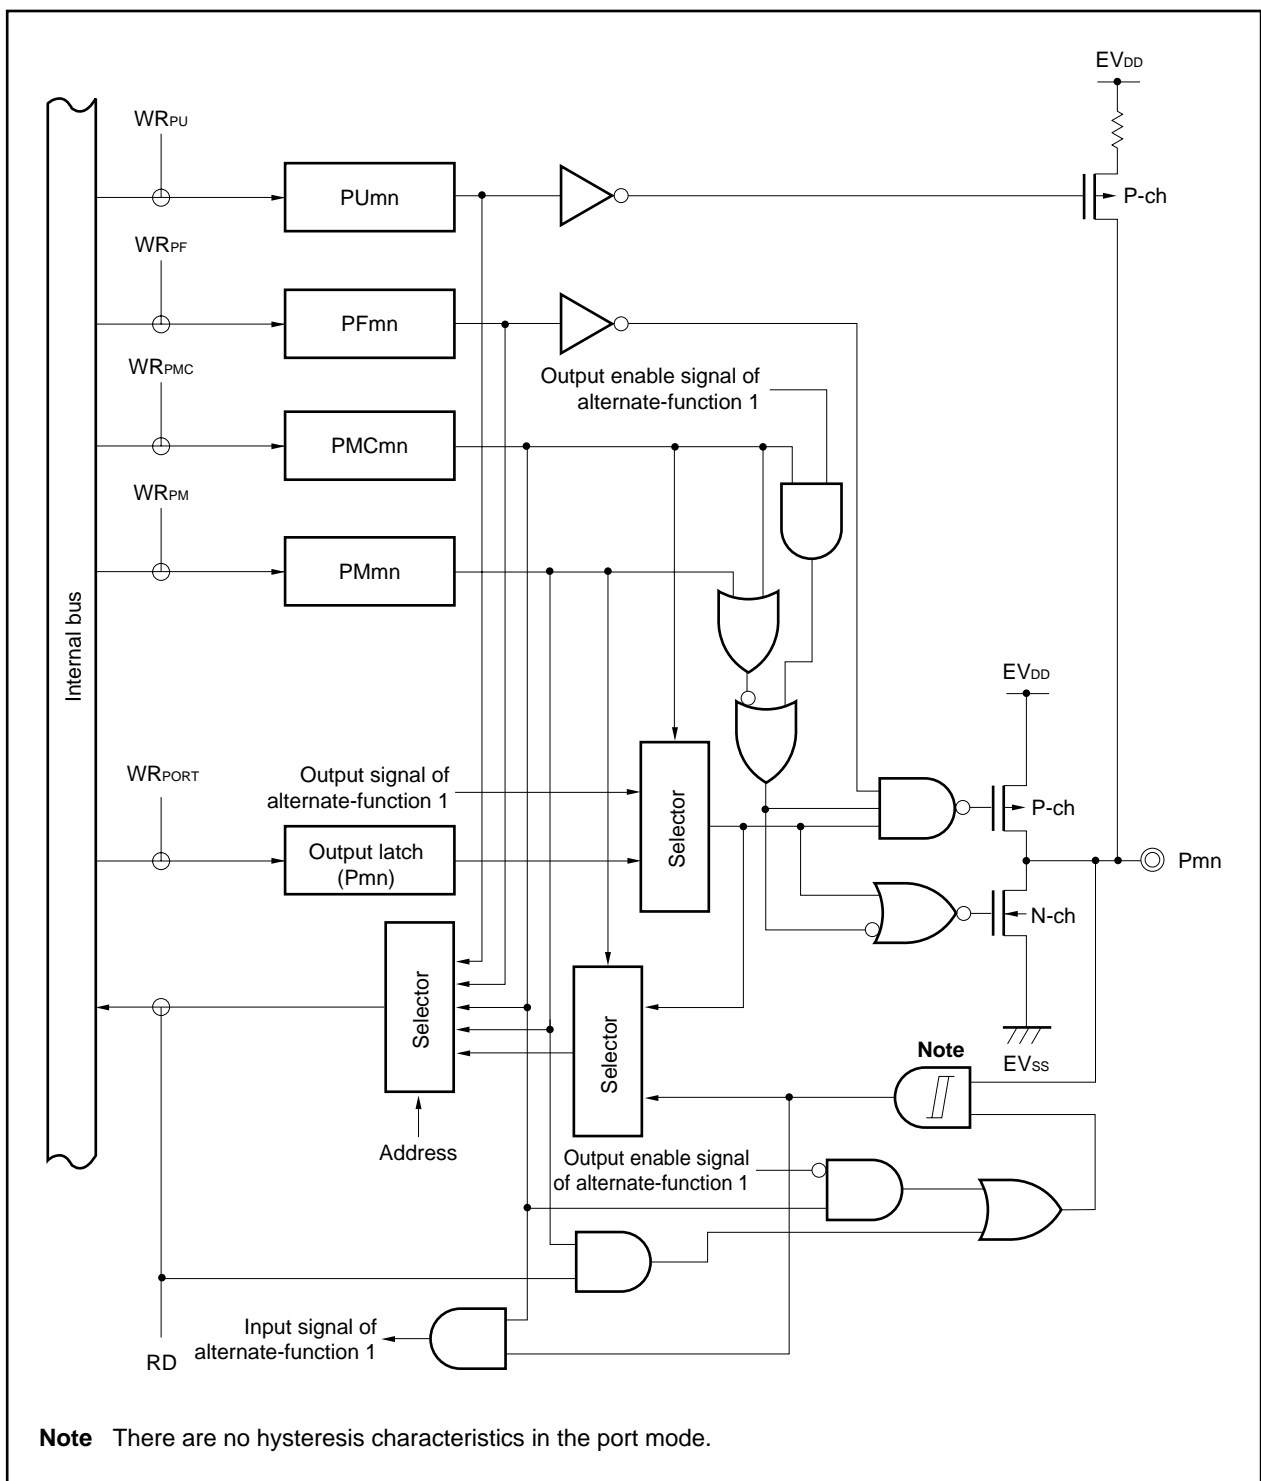 EVDD
WRPU
PUmn
P-ch
WRPF
PFmn
WRPMC
Output enable signal of
alternate-function 1
PMCmn
WRPM
PMmn
Internal bus
EVDD
WRPORT
Output signal of
alternate-function 1
Selector
P-ch
Output latch
(Pmn)
Pmn
N-ch
Selector
Selector
Note
EVSS
Address
Output enable signal
of alternate-function 1
Input signal of
alternate-function 1
RD
Note There are no hysteresis characteristics in the port mode.